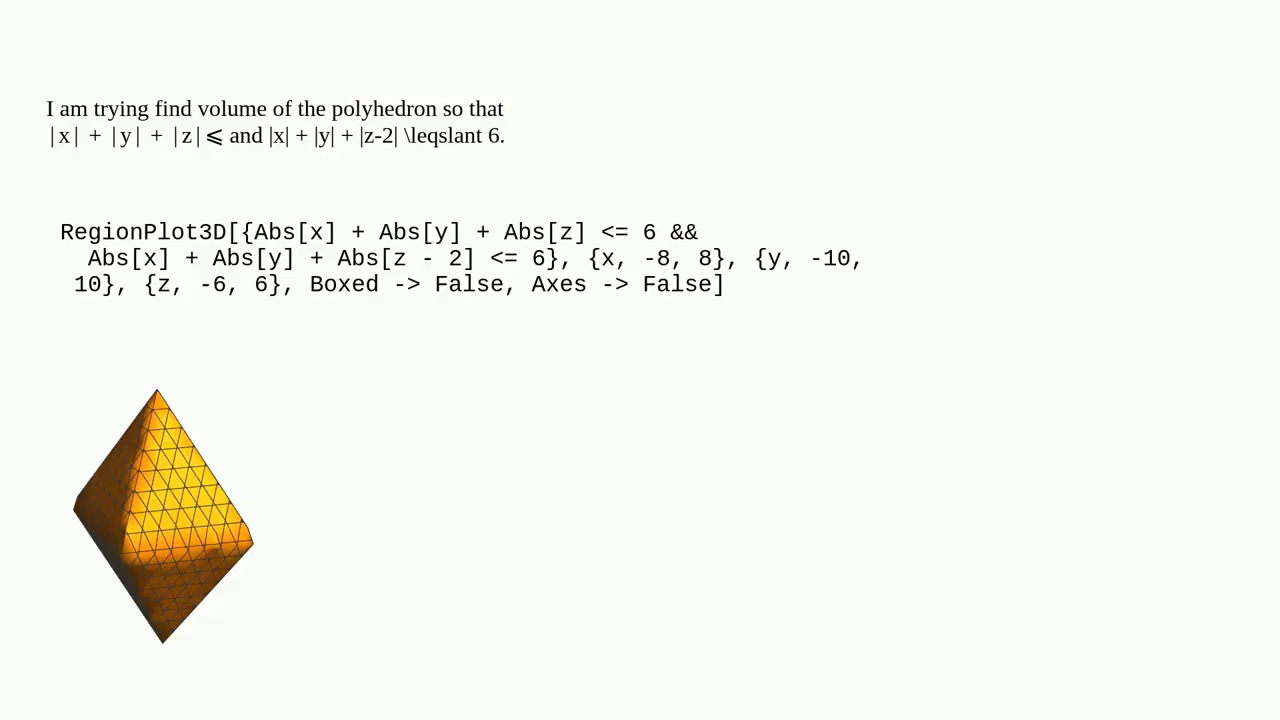 I am trying find volume of the polyhedron so that
|x| + |y| + |z| ⩽ and |x| + |y| + |z-2| \leqslant 6.
RegionPlot3D[{Abs[x] + Abs[y] + Abs[z] <= 6 &&
Abs[x] + Abs[y] + Abs[z - 2] <= 6}, {x, -8, 8}, {y, -10,
10}, {z, -6, 6}, Boxed -> False, Axes -> False]